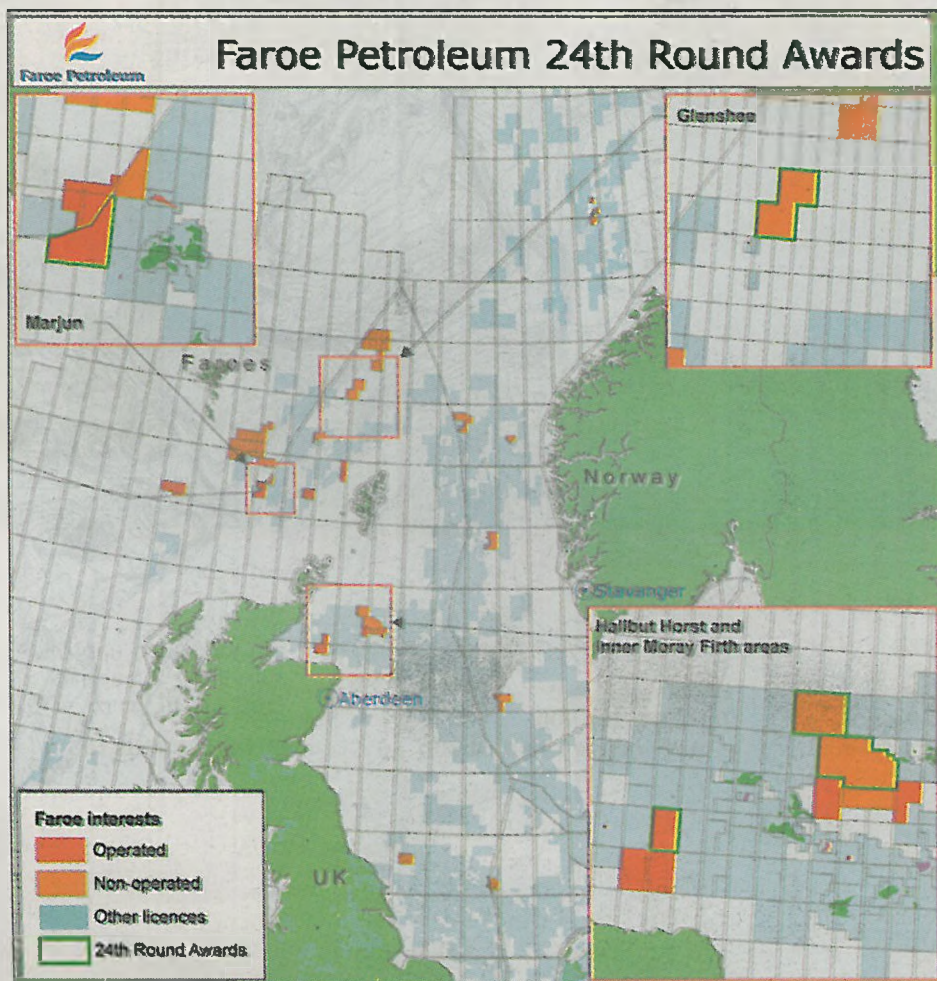 Faroe Petroleum
Faroe Petroleum 24th Round Awards
Glenshee
Marjun
Faroes
Norway
Stavanger
Halibut Horst and
Inner Moray Firth areas
Aberdeen
UK
Faroe interests
Operated
Non-operated
Other licences
24th Round Awards